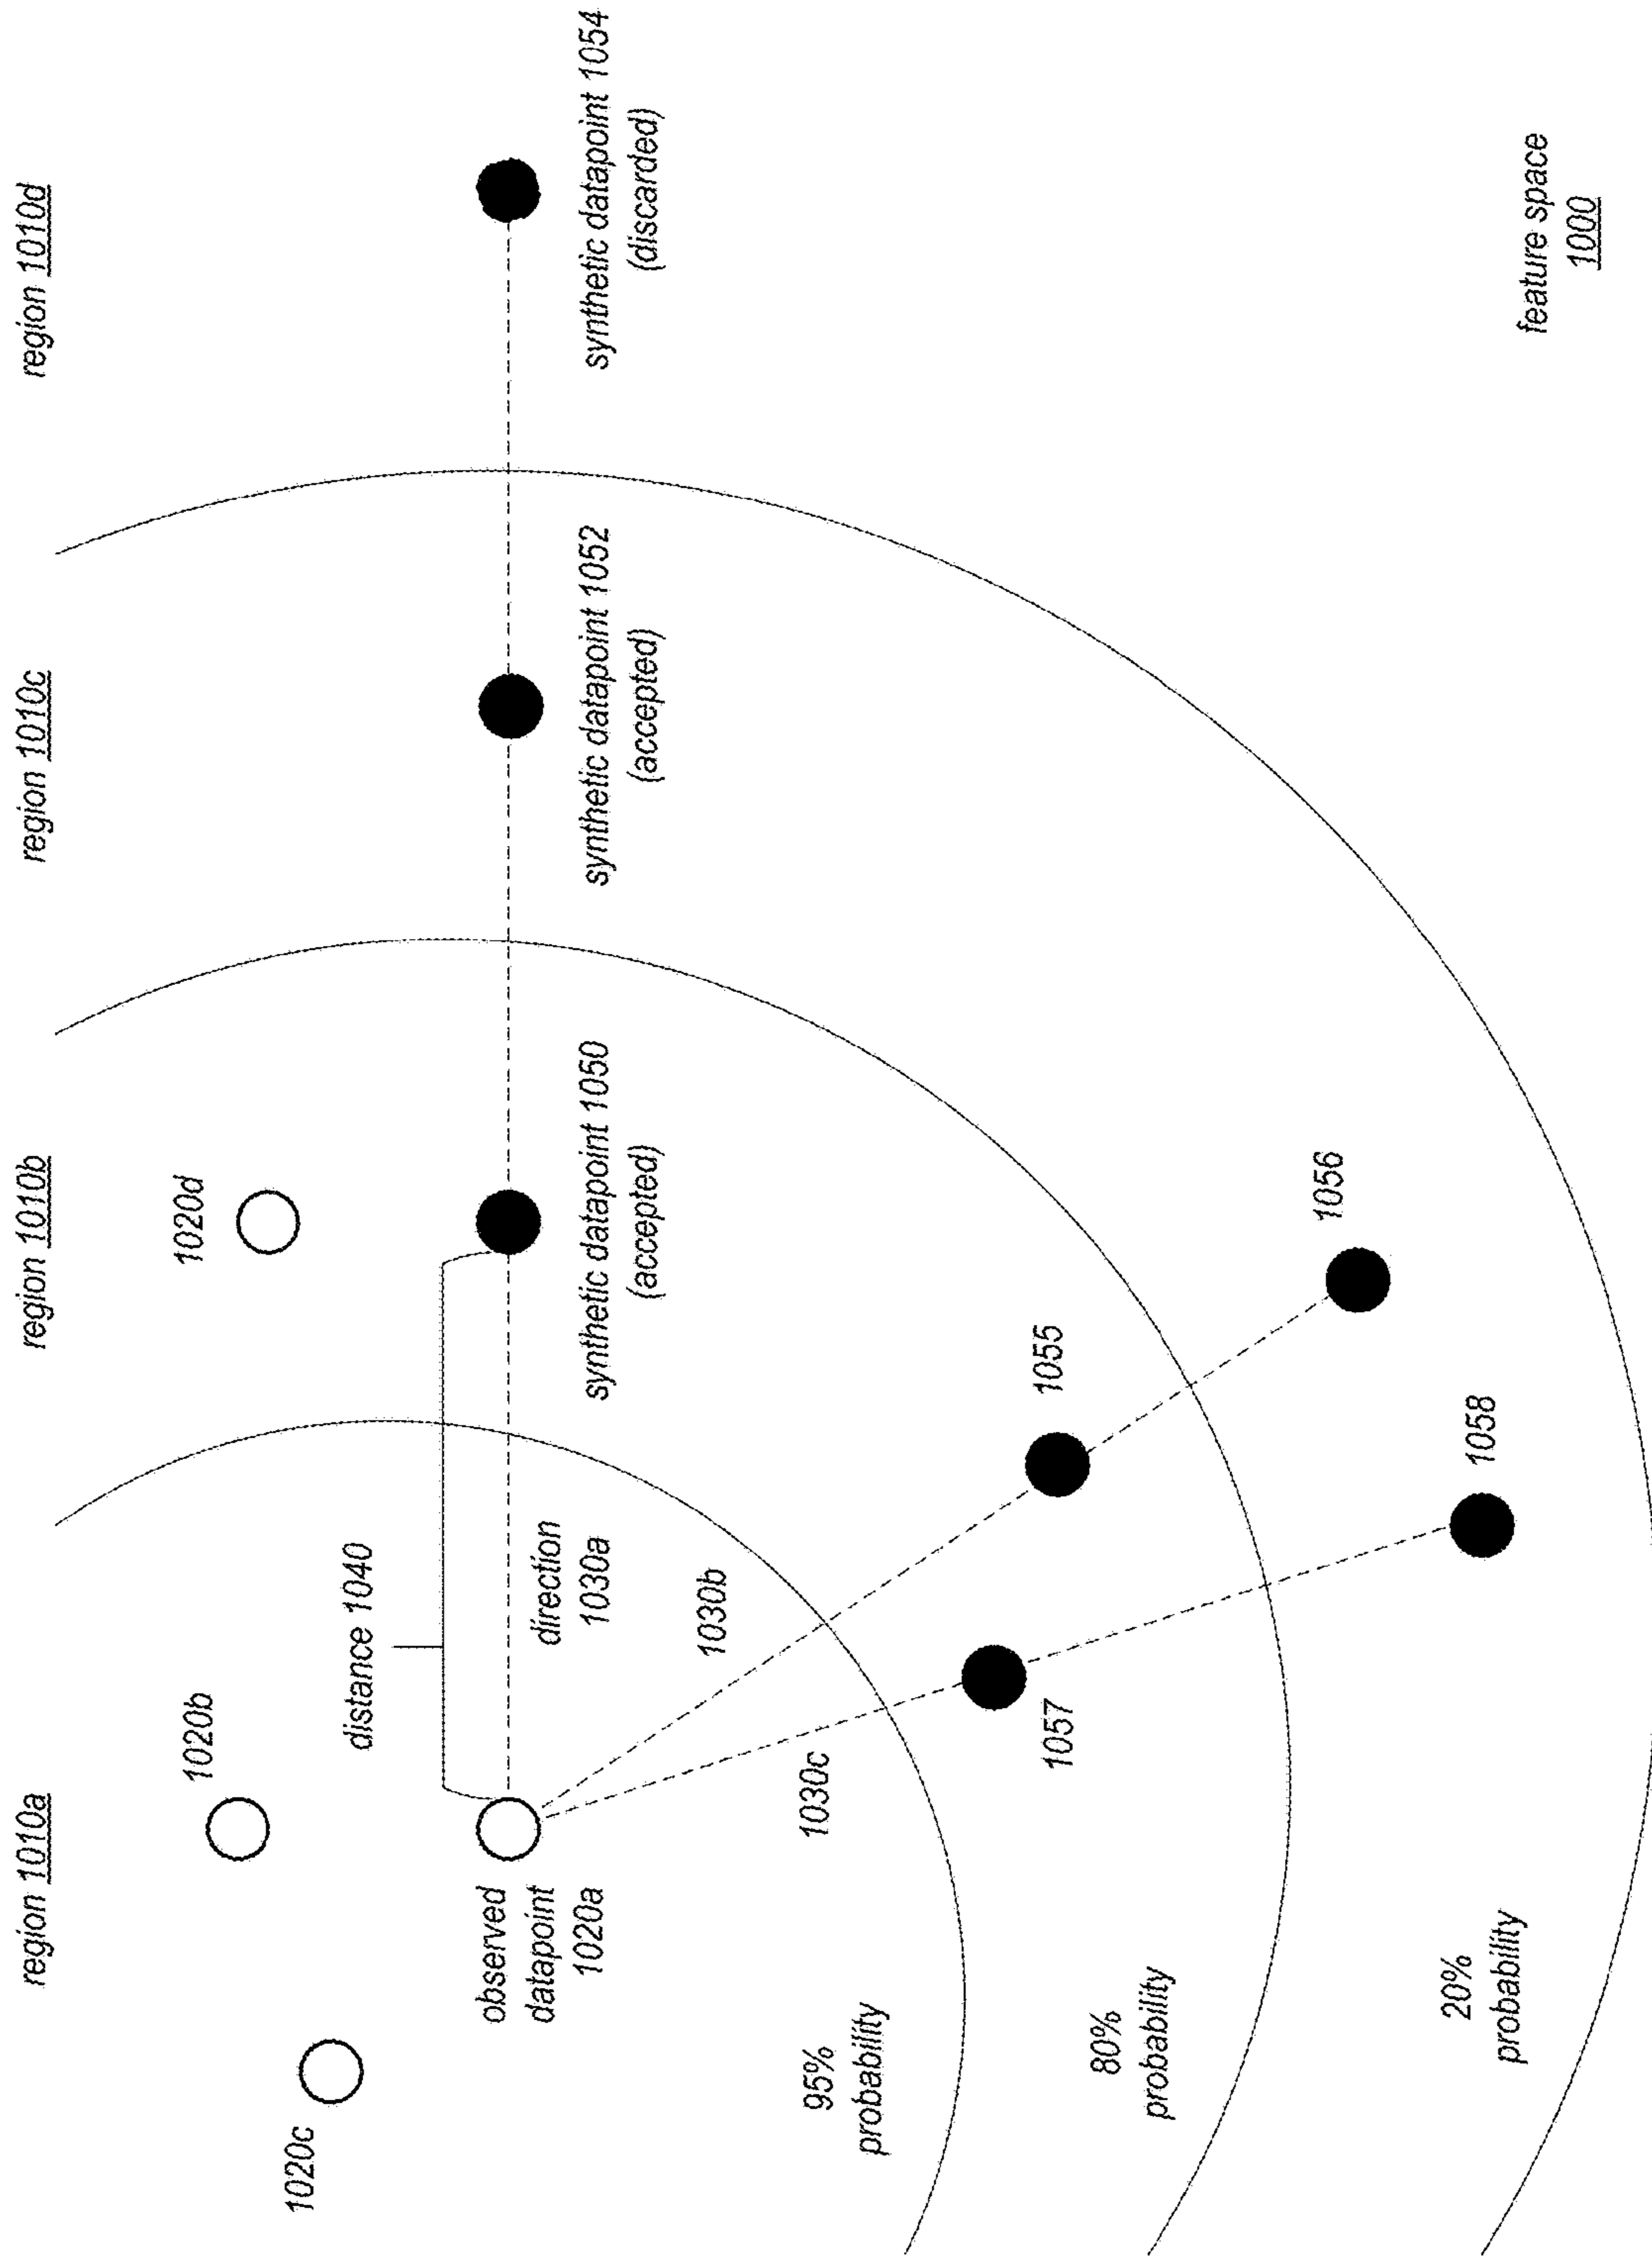 region 1010a
region 1010b
region 1010c
region 1010d
1020c
1020b
1020d
distance 1040
observed
datapoint
1020a
direction
1030a
synthetic datapoint 1050
(accepted)
synthetic datapoint 1052
(accepted)
synthetic datapoint 1054
(discarded)
1030b
1030c
95%
probability
1057
1055
80%
probability
1056
1058
20%
probability
feature space
1000